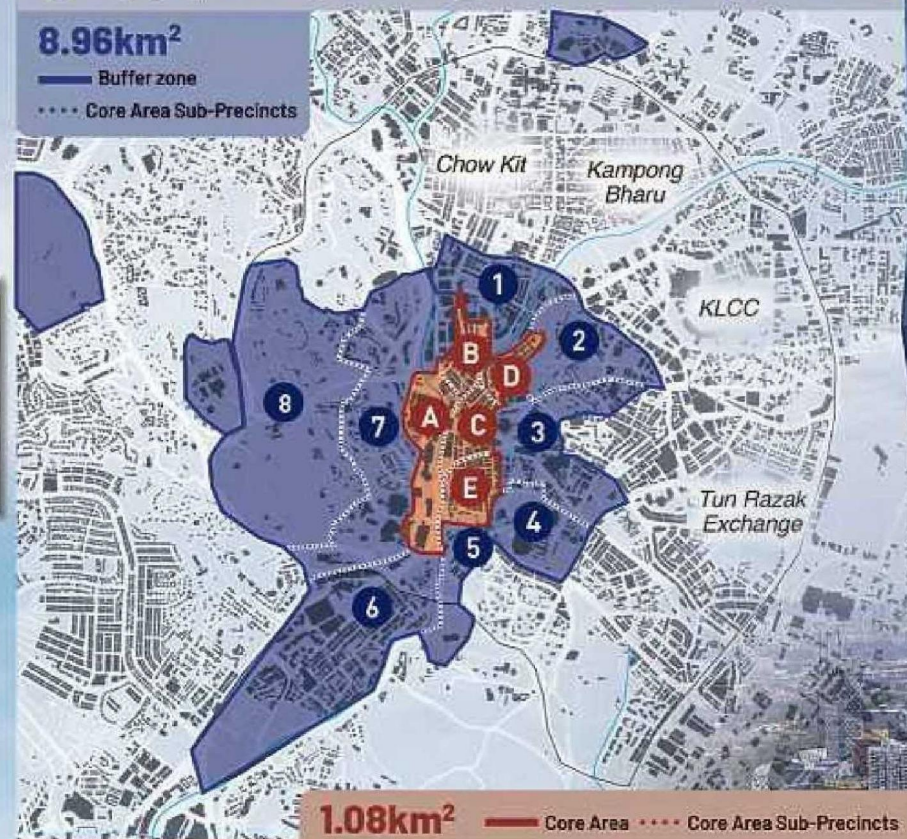 8.96km²
Buffer zone
Core Area Sub-Precincts
Chow Kit
Kampong
Bharu
KLCC
1
2
B
D
8
7
A
C
3
E
Tun Razak
Exchange
4
5
6
1.08km²
Core Area
Core Area Sub-Precincts